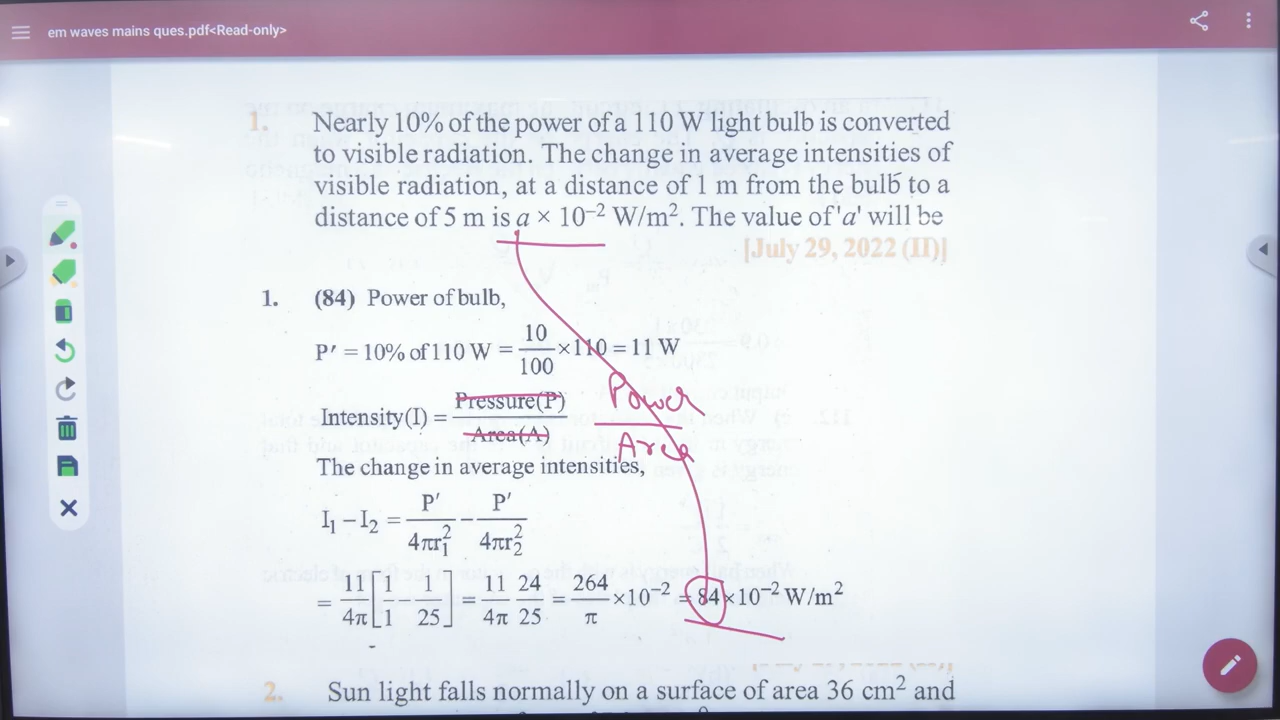 em waves mains ques.pdf<Read-only>
1. Nearly 10% of the power of a 110 W light bulb is converted
to visible radiation. The change in average intensities of
visible radiation, at a distance of 1 m from the bulb to a
distance of 5 m is a × 10⁻² W/m². The value of 'a' will be
[July 29, 2022 (II)]
1. (84) Power of bulb,
P′ = 10% of 110 W = 10/100 ×110 = 11 W
Intensity(I) = Pressure(P)/Area(A) Power/Area
The change in average intensities,
I₁ – I₂ = P′/4πr₁² – P′/4πr₂²
= 11/4π [1/1 – 1/25] = 11/4π 24/25 = 264/π ×10⁻² = 84×10⁻² W/m²
2. Sun light falls normally on a surface of area 36 cm² and